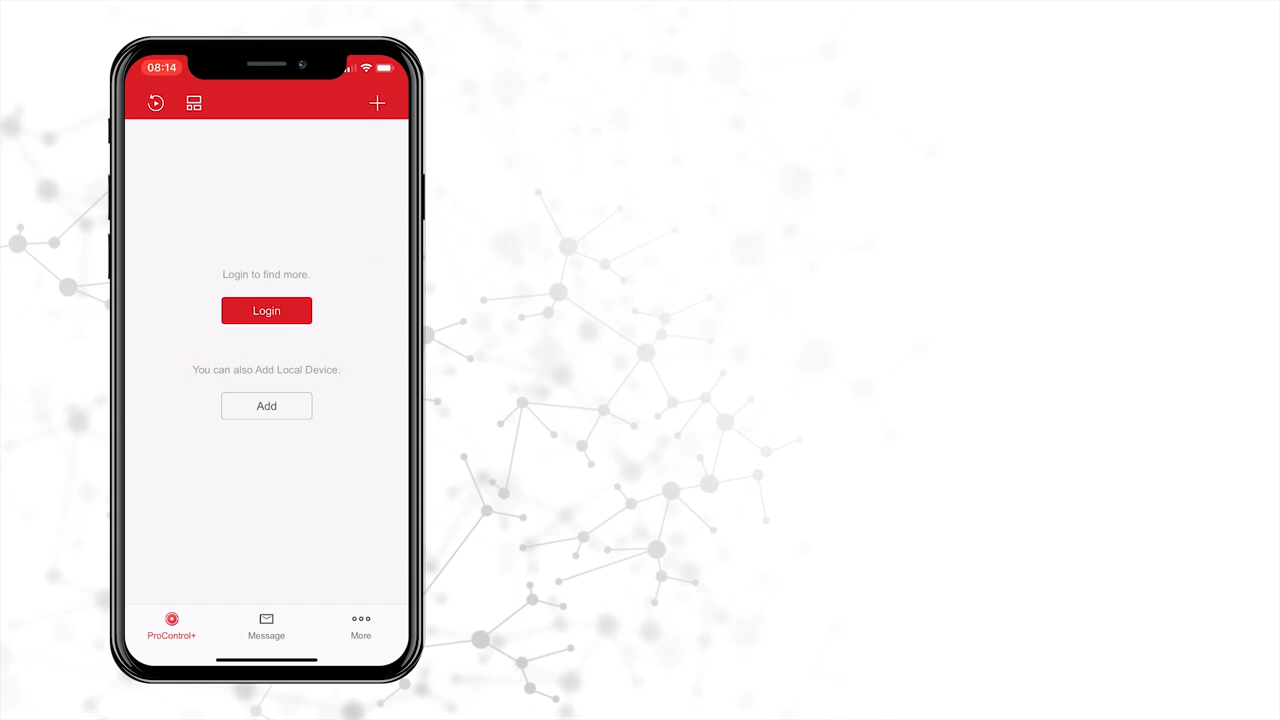 08:14
Login to find more.
Login
You can also Add Local Device.
Add
ProControl+
Message
More